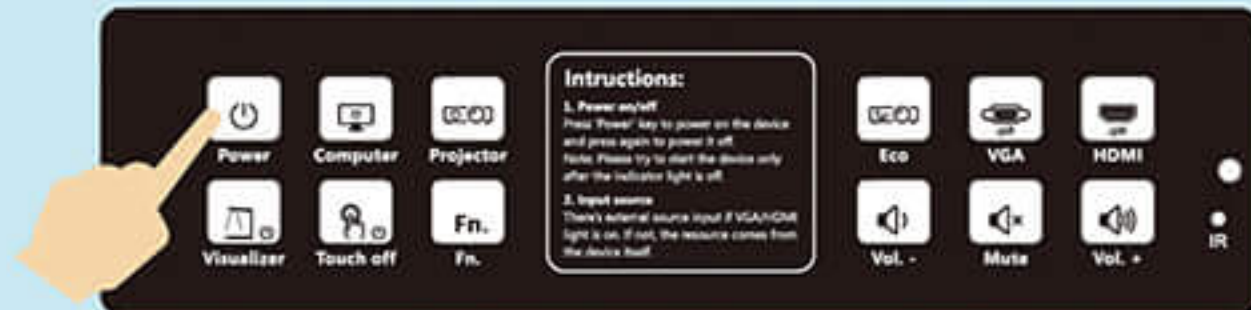 Power Computer Projector
Visualizer Touch off Fn.
Fn.
Intructions:
1. Power on/off
Press 'Power' key to power on the device
and press again to power it off.
Note: Please try to start the device only
after the indicator light is off.
2. Input source
There's external source input if VGA/HDMI
light is on. If not, the resource comes from
the device itself.
Eco VGA HDMI
Vol. - Mute Vol. +
IR